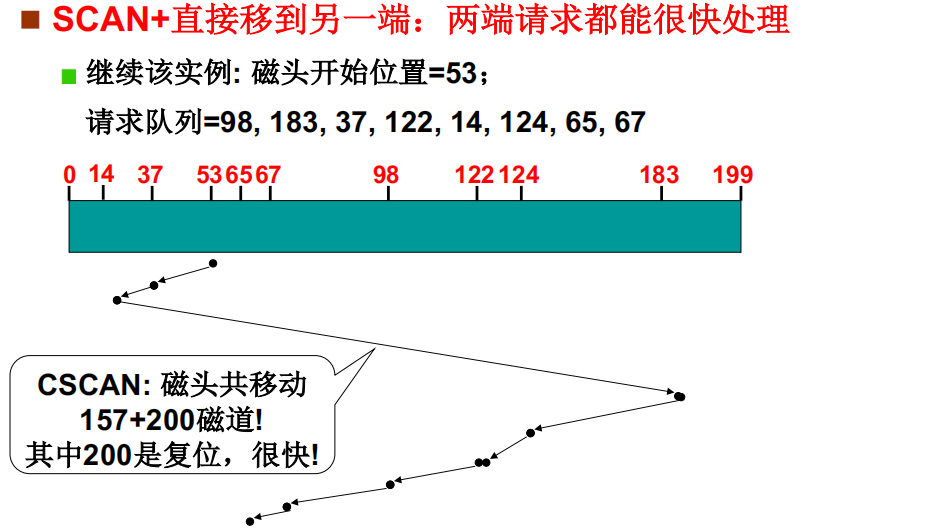 SCAN+直接移到另一端：两端请求都能很快处理
继续该实例: 磁头开始位置=53；
请求队列=98, 183, 37, 122, 14, 124, 65, 67
0 14 37 53 65 67 98 122 124 183 199
CSCAN: 磁头共移动
157+200磁道!
其中200是复位，很快!